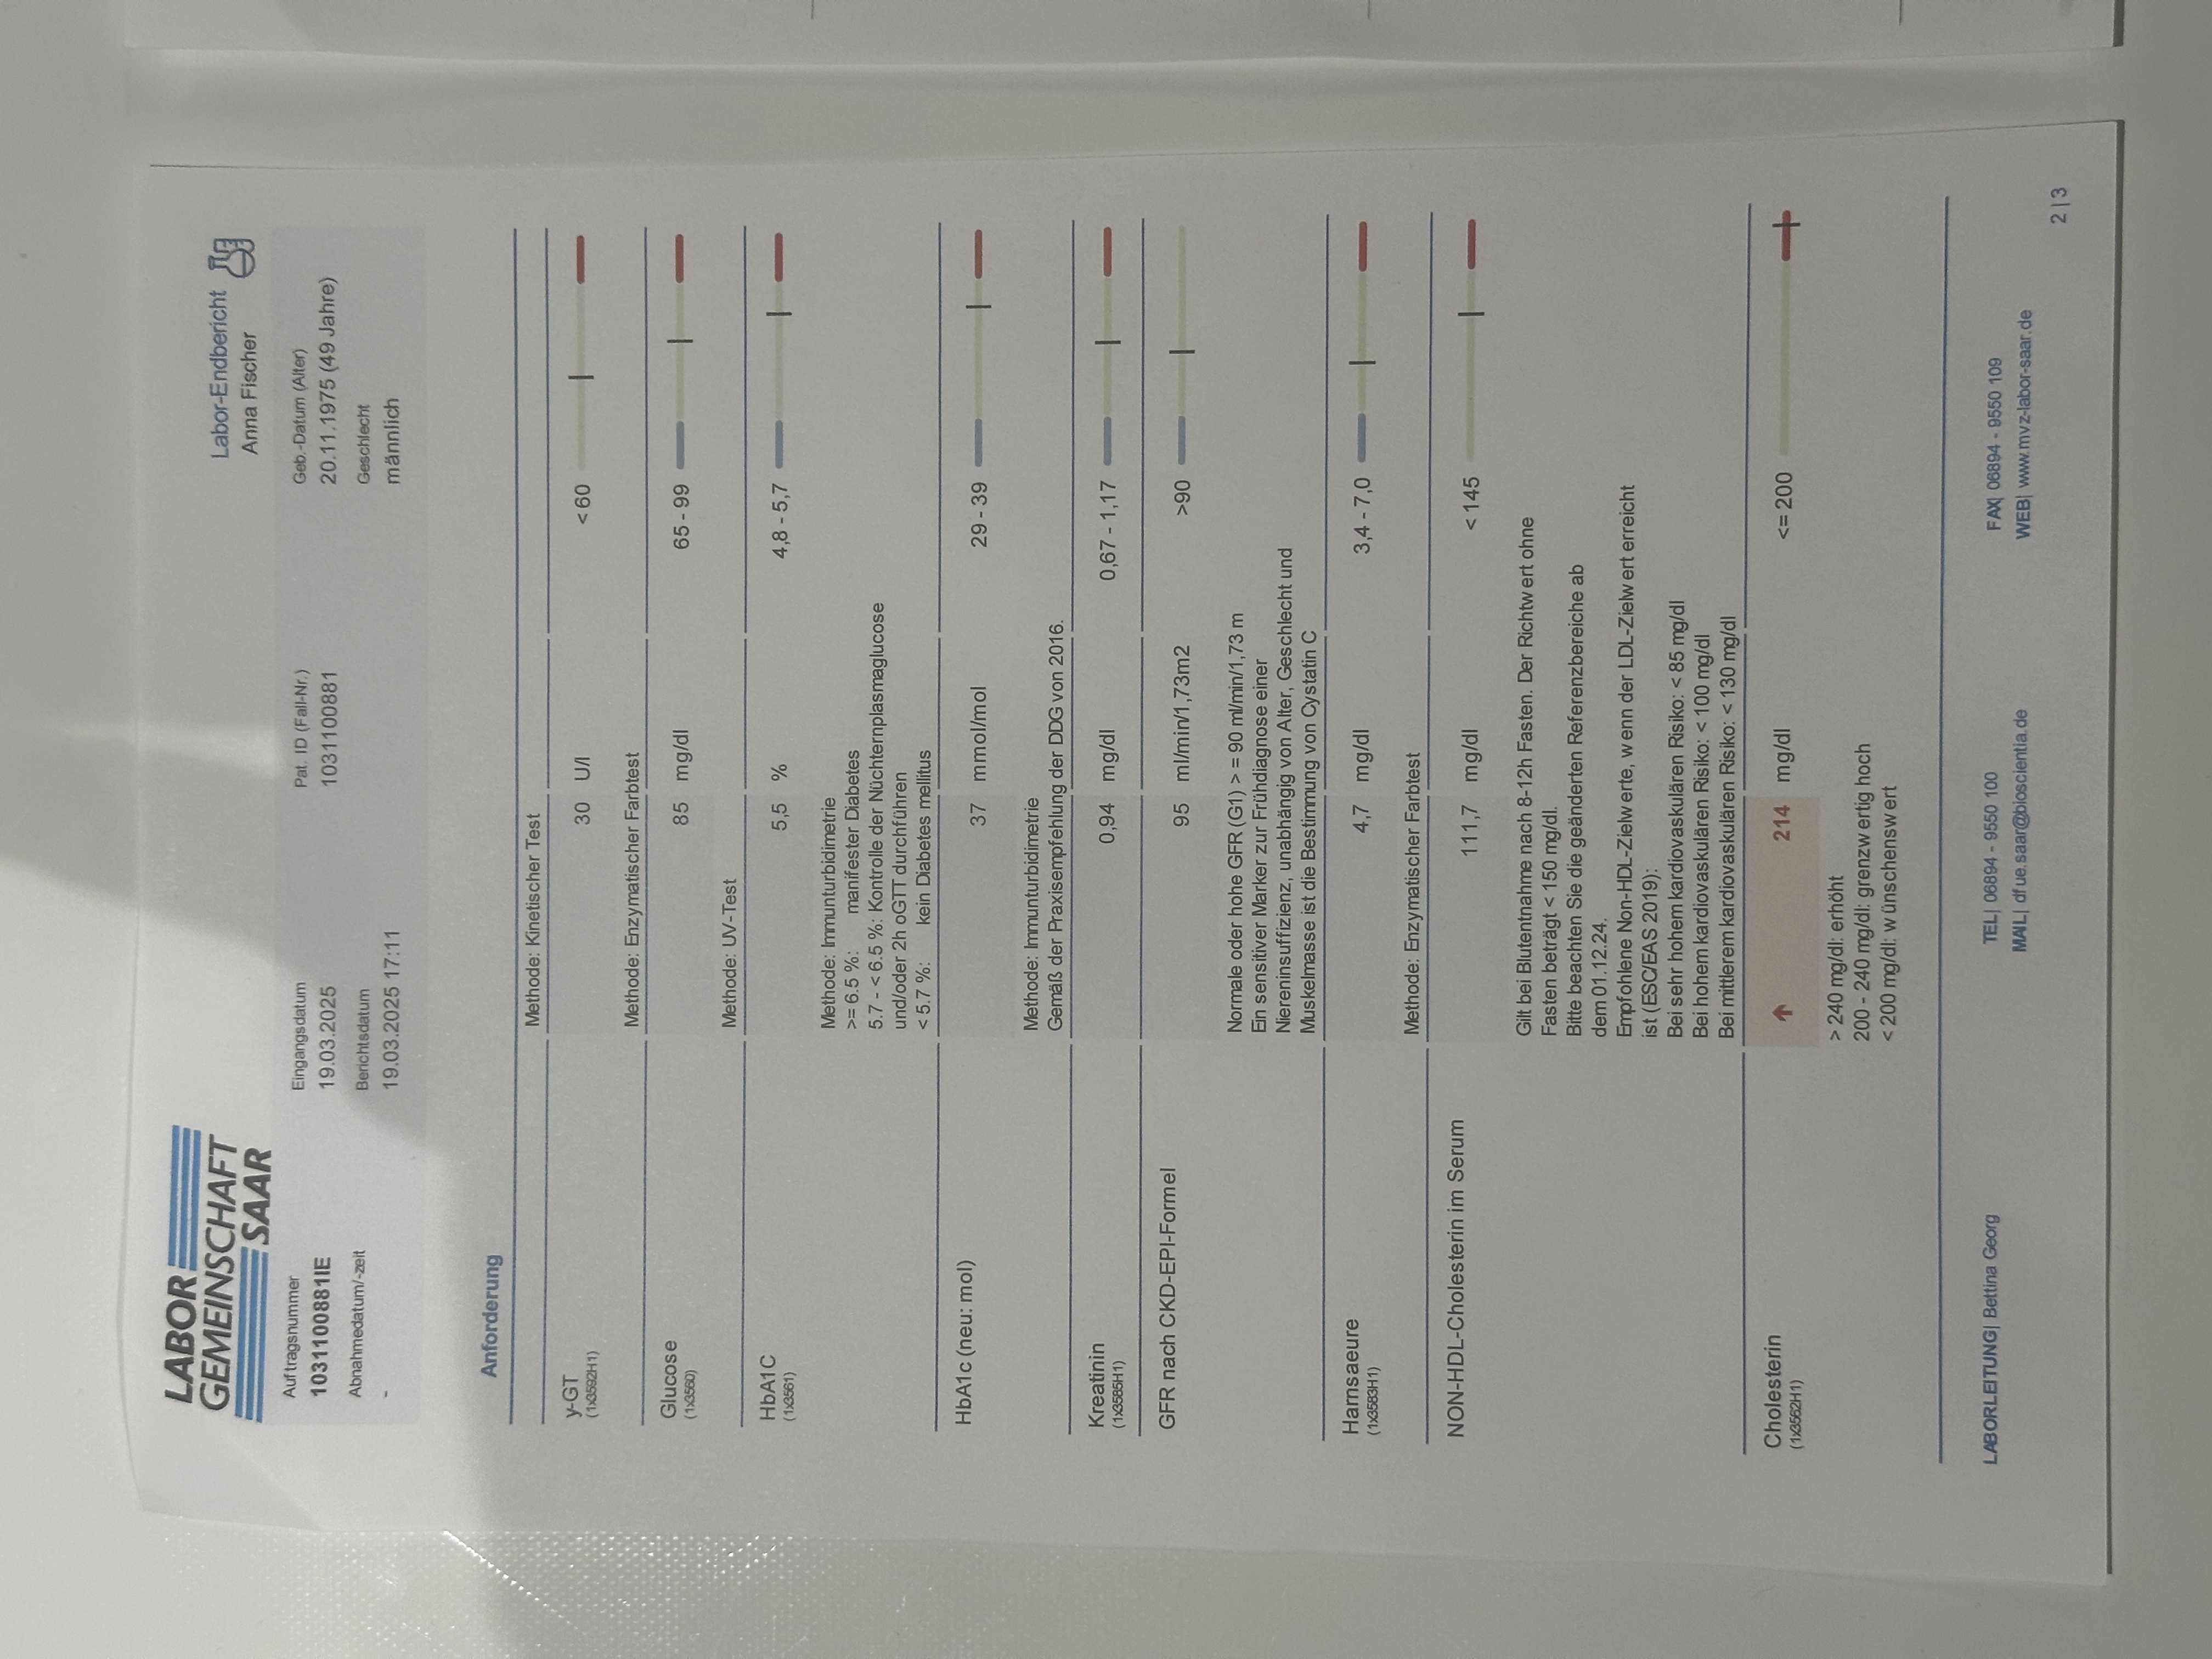 LABOR
GEMEINSCHAFT
SAAR
Labor-Endbericht
Anna Fischer
Auftragsnummer Eingangsdatum Pat. ID (Fall-Nr.) Geb.-Datum (Alter)
1031100881IE 19.03.2025 1031100881 20.11.1975 (49 Jahre)
Abnahmedatum/-zeit Berichtsdatum Geschlecht
- 19.03.2025 17:11 männlich
Anforderung
Methode: Kinetischer Test
y-GT 30 U/l < 60
(1x3592H1)
Methode: Enzymatischer Farbtest
Glucose 85 mg/dl 65 - 99
(1x3560)
Methode: UV-Test
HbA1C 5,5 % 4,8 - 5,7
(1x3561)
Methode: Immunturbidimetrie
>= 6.5 %: manifester Diabetes
5.7 - < 6.5 %: Kontrolle der Nüchternplasmaglucose
und/oder 2h oGTT durchführen
< 5.7 %: kein Diabetes mellitus
HbA1c (neu: mol) 37 mmol/mol 29 - 39
Methode: Immunturbidimetrie
Gemäß der Praxisempfehlung der DDG von 2016.
Kreatinin 0,94 mg/dl 0,67 - 1,17
(1x3585H1)
GFR nach CKD-EPI-Formel 95 ml/min/1,73m2 >90
Normale oder hohe GFR (G1) > = 90 ml/min/1,73 m
Ein sensitiver Marker zur Frühdiagnose einer
Niereninsuffizienz, unabhängig von Alter, Geschlecht und
Muskelmasse ist die Bestimmung von Cystatin C
Harnsaeure 4,7 mg/dl 3,4 - 7,0
(1x3583H1)
Methode: Enzymatischer Farbtest
NON-HDL-Cholesterin im Serum 111,7 mg/dl < 145
Gilt bei Blutentnahme nach 8-12h Fasten. Der Richtwert ohne
Fasten beträgt < 150 mg/dl.
Bitte beachten Sie die geänderten Referenzbereiche ab
dem 01.12.24.
Empfohlene Non-HDL-Zielwerte, wenn der LDL-Zielwert erreicht
ist (ESC/EAS 2019):
Bei sehr hohem kardiovaskulären Risiko: < 85 mg/dl
Bei hohem kardiovaskulären Risiko: < 100 mg/dl
Bei mittlerem kardiovaskulären Risiko: < 130 mg/dl
Cholesterin ↑ 214 mg/dl <= 200
(1x3562H1)
> 240 mg/dl: erhöht
200 - 240 mg/dl: grenzwertig hoch
< 200 mg/dl: wünschenswert
LABORLEITUNG| Bettina Georg TEL| 06894 - 9550 100 FAX| 06894 - 9550 109
MAIL| dfue.saar@bioscientia.de WEB| www.mvz-labor-saar.de
2 | 3